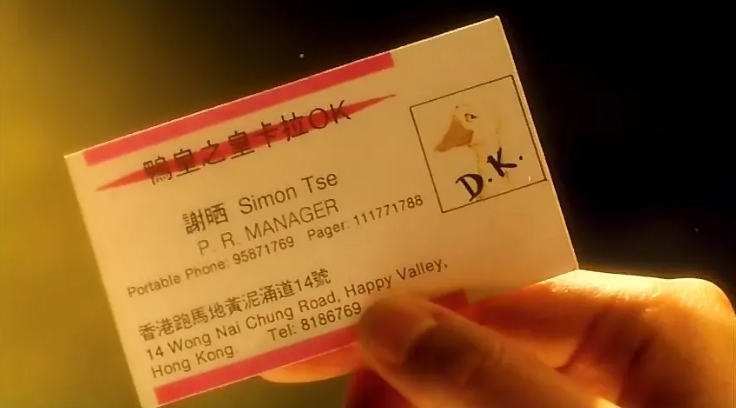 鴨皇之皇卡拉OK
D.K.
謝晒 Simon Tse
P. R. MANAGER
Portable Phone: 95871769 Pager: 111771788
香港跑馬地黃泥涌道14號
14 Wong Nai Chung Road, Happy Valley,
Hong Kong. Tel: 8186769